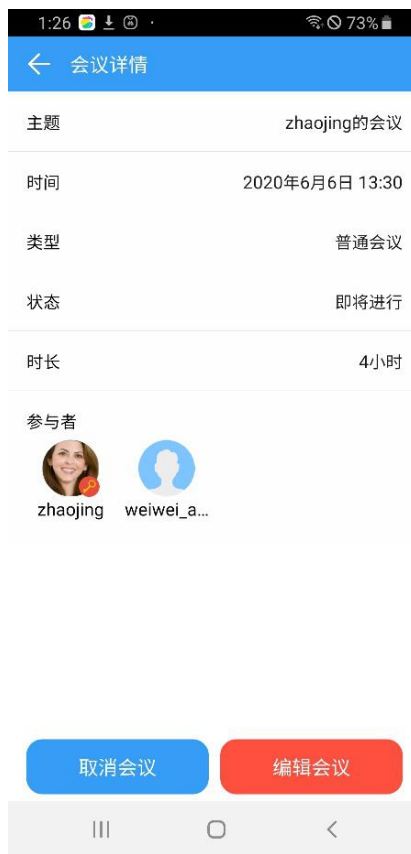 1:26 73%
会议详情
主题 zhaojing的会议
时间 2020年6月6日 13:30
类型 普通会议
状态 即将进行
时长 4小时
参与者
zhaojing weiwei_a...
取消会议 编辑会议